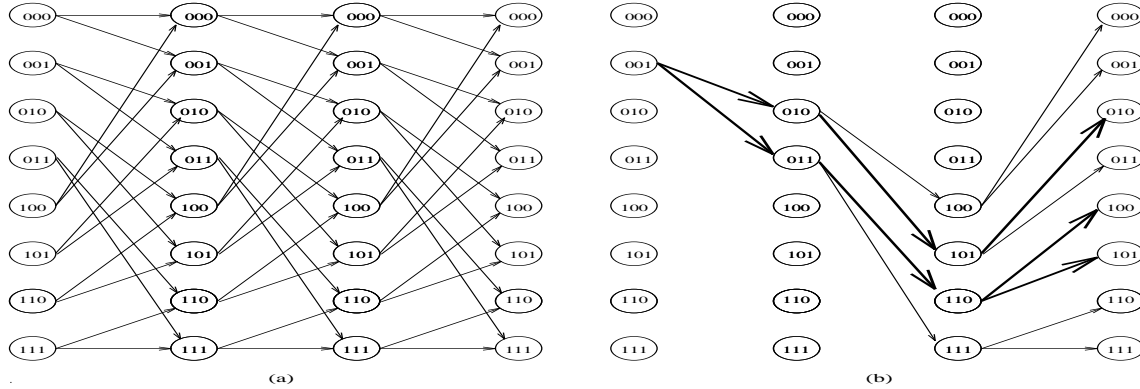 000 000 000 000 000 000 000 000
001 001 001 001 001 001 001 001
010 010 010 010 010 010 010 010
011 011 011 011 011 011 011 011
100 100 100 100 100 100 100 100
101 101 101 101 101 101 101 101
110 110 110 110 110 110 110 110
111 111 111 111 111 111 111 111
(a) (b)